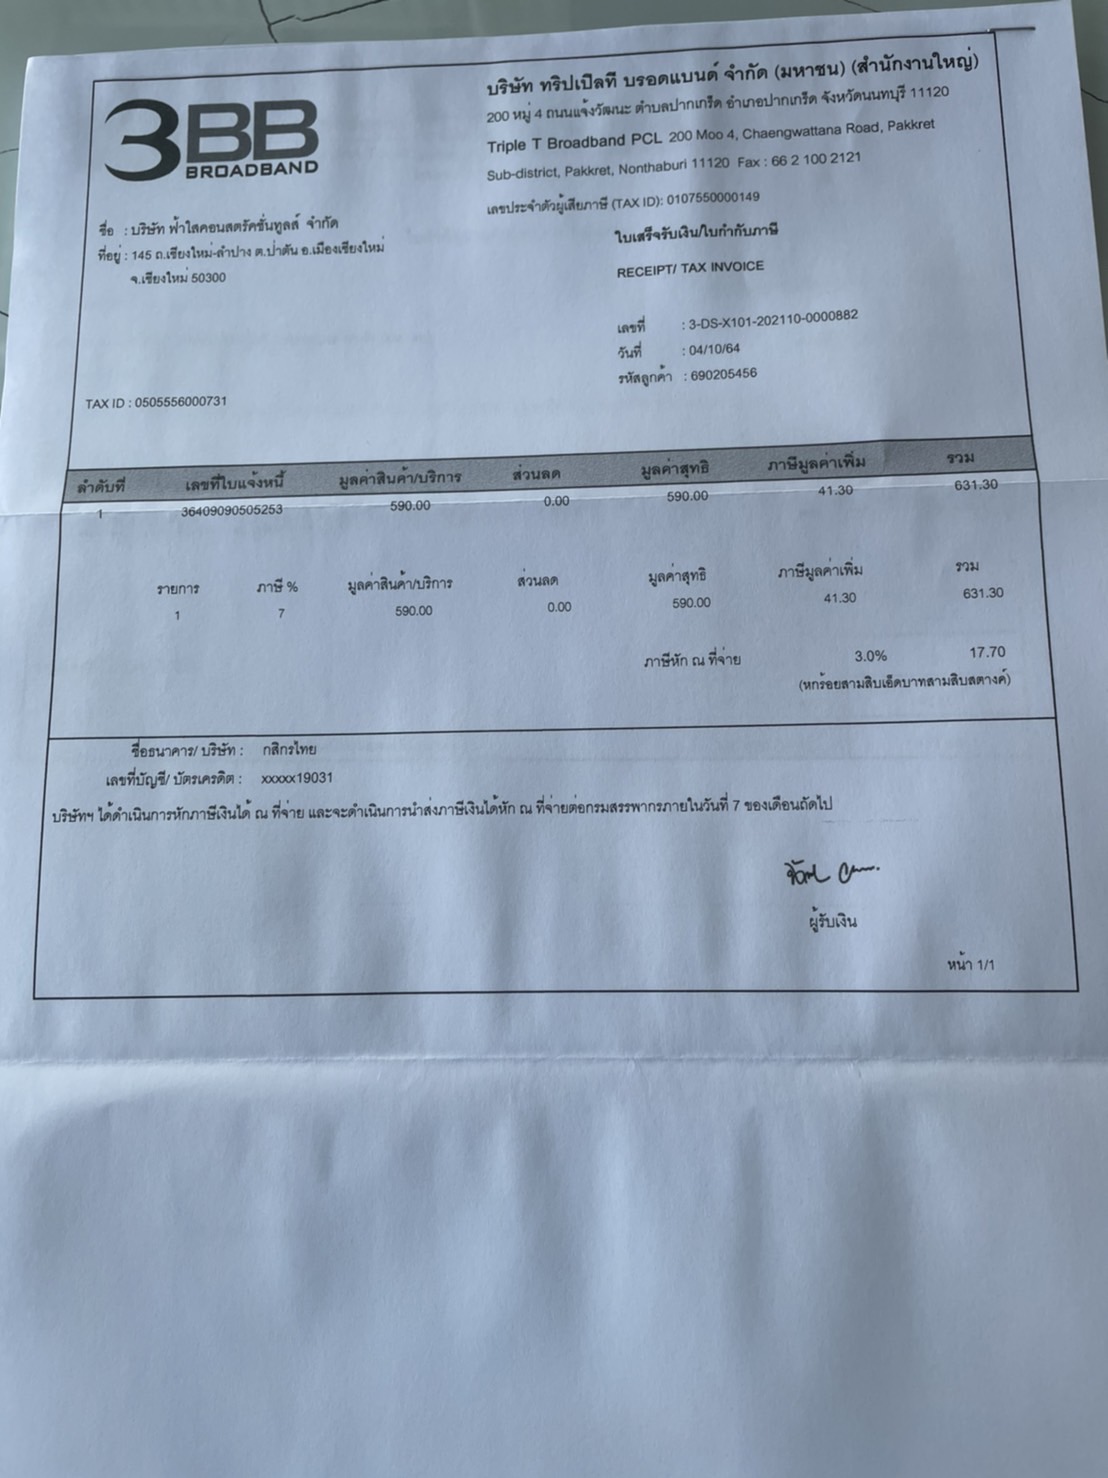 3BB
BROADBAND
บริษัท ทริปเปิลที บรอดแบนด์ จำกัด (มหาชน) (สำนักงานใหญ่)
200 หมู่ 4 ถนนแจ้งวัฒนะ ตำบลปากเกร็ด อำเภอปากเกร็ด จังหวัดนนทบุรี 11120
Triple T Broadband PCL 200 Moo 4, Chaengwattana Road, Pakkret
Sub-district, Pakkret, Nonthaburi 11120 Fax : 66 2 100 2121
เลขประจำตัวผู้เสียภาษี (TAX ID): 0107550000149
ชื่อ : บริษัท ฟ้าใสคอนสตรัคชั่นทูลส์ จำกัด
ที่อยู่ : 145 ถ.เชียงใหม่-ลำปาง ต.ป่าตัน อ.เมืองเชียงใหม่
จ.เชียงใหม่ 50300
ใบเสร็จรับเงิน/ใบกำกับภาษี
RECEIPT/ TAX INVOICE
เลขที่ : 3-DS-X101-202110-0000882
วันที่ : 04/10/64
รหัสลูกค้า : 690205456
TAX ID : 0505556000731
ลำดับที่ เลขที่ใบแจ้งหนี้ มูลค่าสินค้า/บริการ ส่วนลด มูลค่าสุทธิ ภาษีมูลค่าเพิ่ม รวม
1 36409090505253 590.00 0.00 590.00 41.30 631.30
รายการ ภาษี % มูลค่าสินค้า/บริการ ส่วนลด มูลค่าสุทธิ ภาษีมูลค่าเพิ่ม รวม
1 7 590.00 0.00 590.00 41.30 631.30
ภาษีหัก ณ ที่จ่าย 3.0% 17.70
(หกร้อยสามสิบเอ็ดบาทสามสิบสตางค์)
ชื่อธนาคาร/ บริษัท : กสิกรไทย
เลขที่บัญชี/ บัตรเครดิต : xxxxx19031
บริษัทฯ ได้ดำเนินการหักภาษีเงินได้ ณ ที่จ่าย และจะดำเนินการนำส่งภาษีเงินได้หัก ณ ที่จ่ายต่อกรมสรรพากรภายในวันที่ 7 ของเดือนถัดไป
ผู้รับเงิน
หน้า 1/1